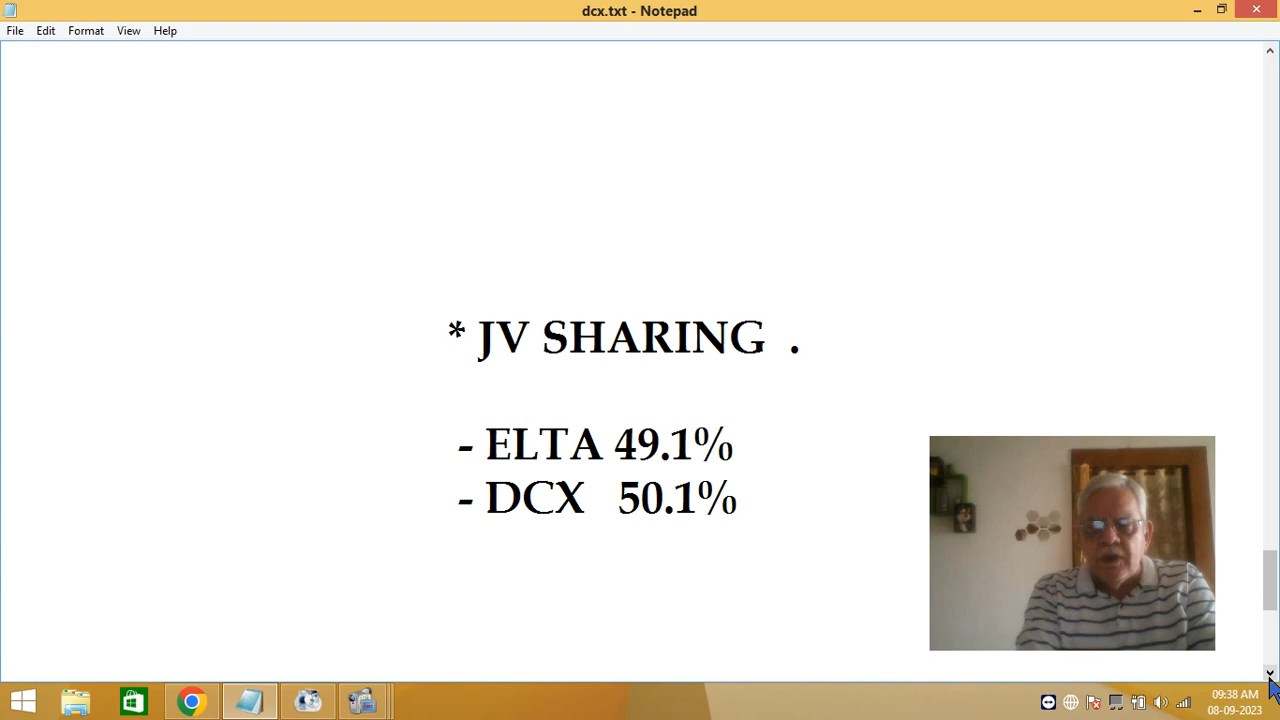 dcx.txt - Notepad
File Edit Format View Help
* JV SHARING .
- ELTA 49.1%
- DCX 50.1%
09:38 AM
08-09-2023